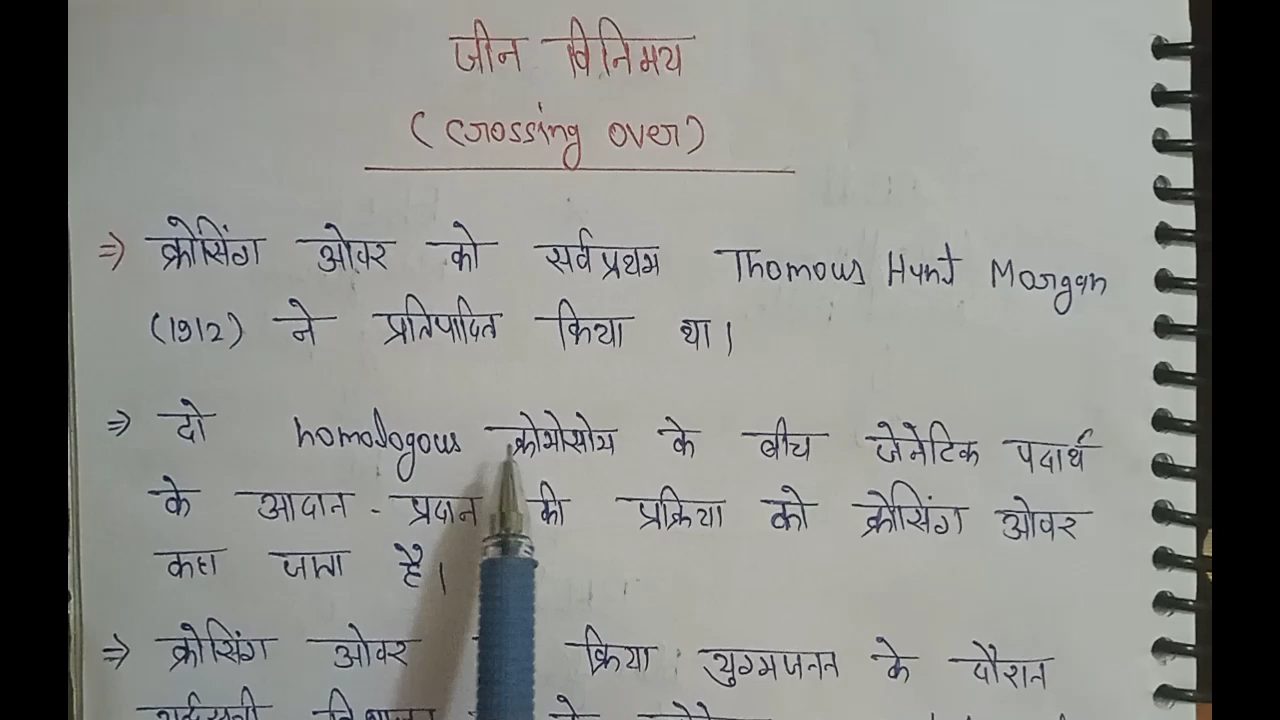 जीन विनिमय
(crossing over)
⇒ क्रोसिंग ओवर को सर्वप्रथम Thomous Hunt Morgan
(1912) ने प्रतिपादित किया था।
⇒ दो homologous क्रोमोसोम के बीच जेनेटिक पदार्थ
के आदान - प्रदान की प्रक्रिया को क्रोसिंग ओवर
कहा जाता है।
⇒ क्रोसिंग ओवर क्रिया युग्मजनन के दौरान